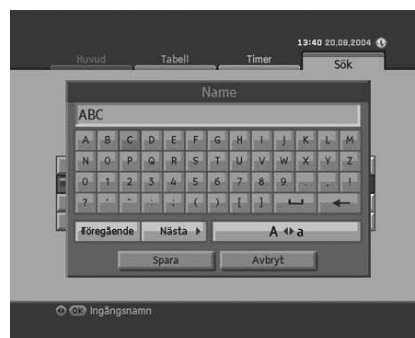 13:40 20,08,2004
Huvud Tabell Timer Sök
Name
ABC
A B C D E F G H I J K L M
N O P Q R S T U V W X Y Z
0 1 2 3 4 5 6 7 8 9 - . !
? ' " : ; ( ) [ ]
Föregående Nästa A a
Spara Avbryt
OK Ingångsnamn